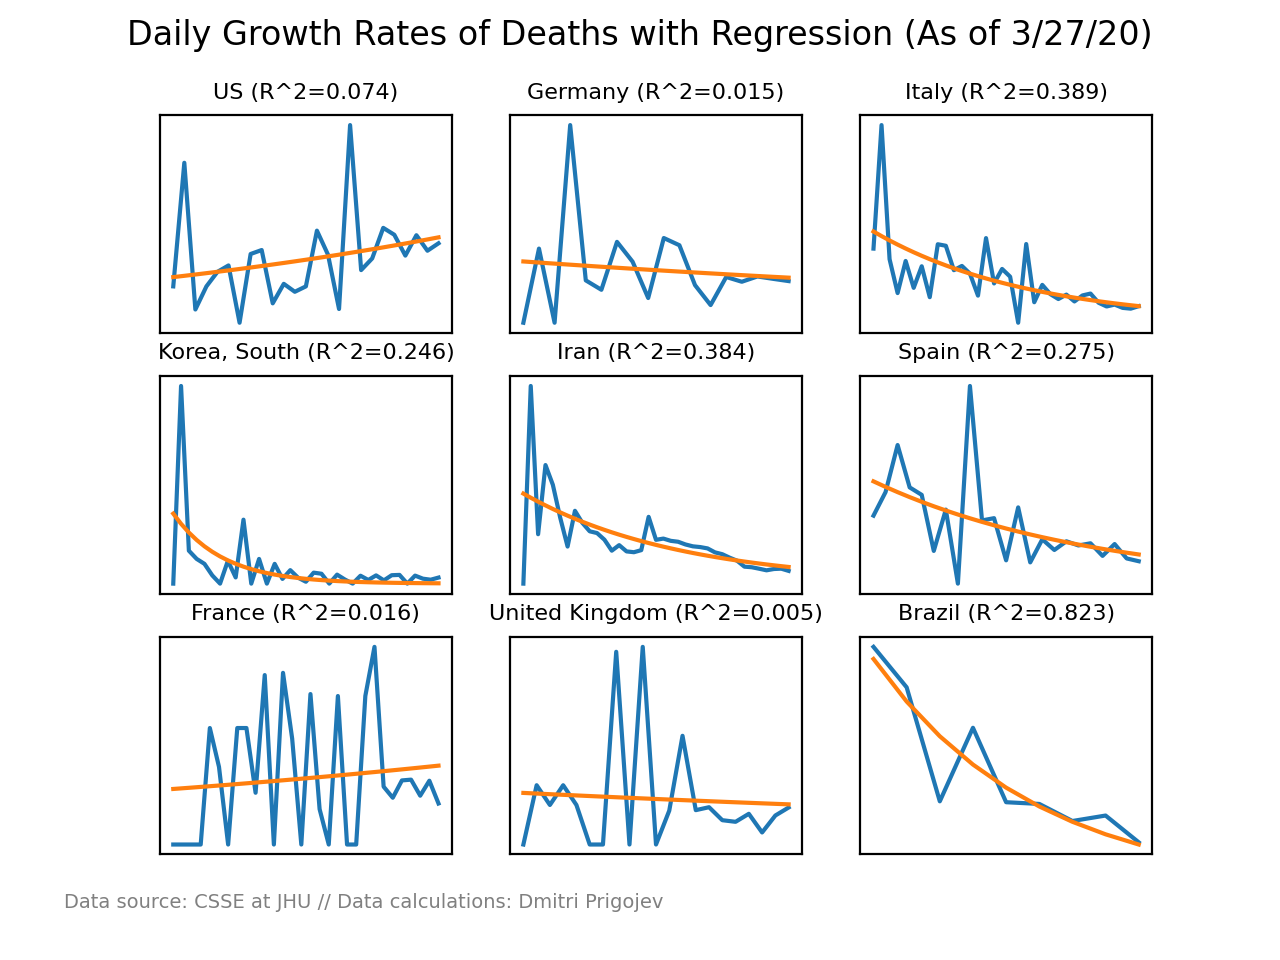 Daily Growth Rates of Deaths with Regression (As of 3/27/20)
US (R^2=0.074)
Germany (R^2=0.015)
Italy (R^2=0.389)
Korea, South (R^2=0.246)
Iran (R^2=0.384)
Spain (R^2=0.275)
France (R^2=0.016)
United Kingdom (R^2=0.005)
Brazil (R^2=0.823)
Data source: CSSE at JHU // Data calculations: Dmitri Prigojev